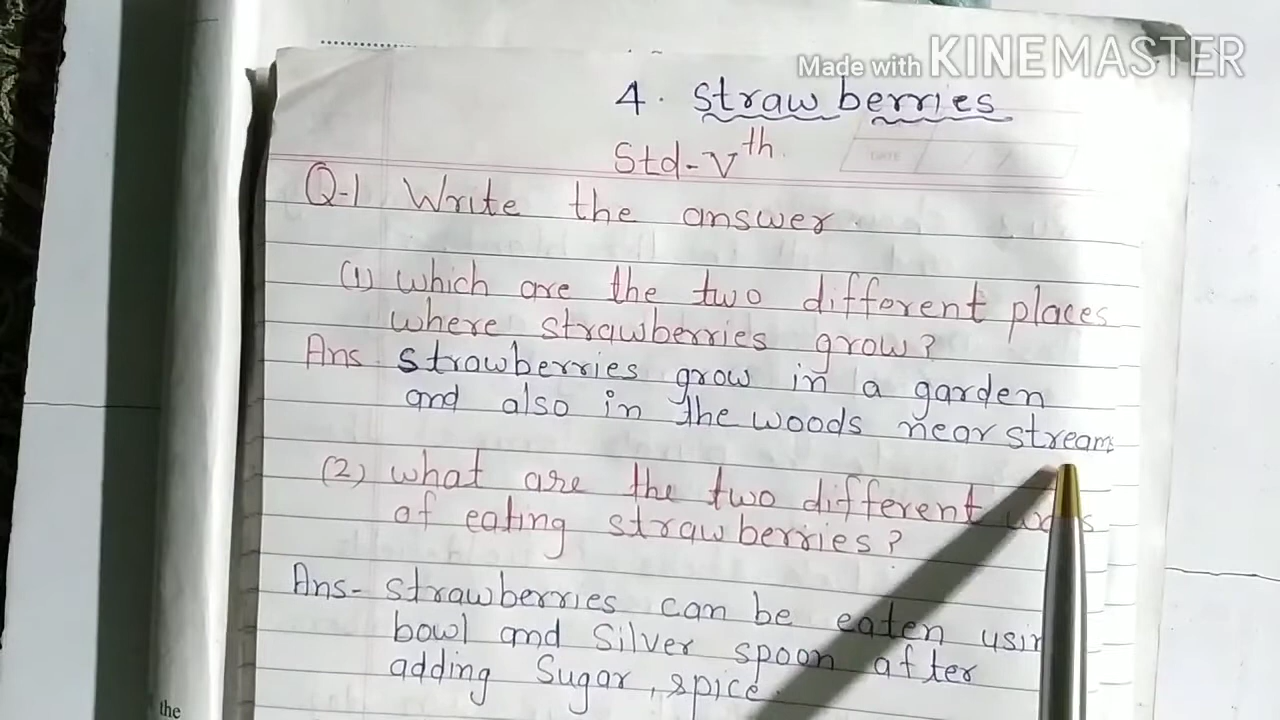 Made with KINEMASTER
4. Strawberries
DATE
Std-Vth
Q-1 Write the answer.
(1) Which are the two different places
where strawberries grow?
Ans strawberries grow in a garden
and also in the woods near stream
(2) what are the two different
of eating strawberries?
Ans- strawberries can be eaten
bowl and Silver spoon after
adding Sugar, spice.
the